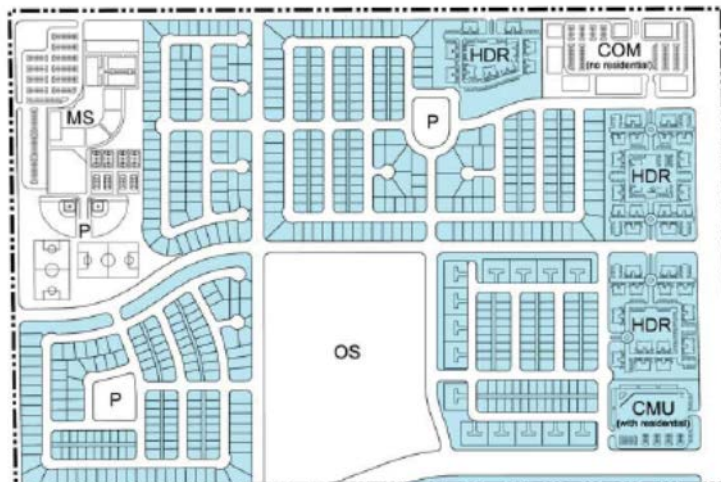 HDR
COM
(no residential)
MS
P
HDR
P
HDR
OS
P
CMU
(with residential)